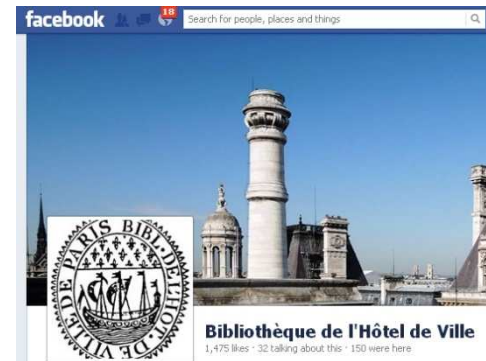 facebook 18 Search for people, places and things
VILLE DE PARIS BIBL. DE L'HOT. DE VILLE
Bibliothèque de l'Hôtel de Ville
1,475 likes · 32 talking about this · 150 were here